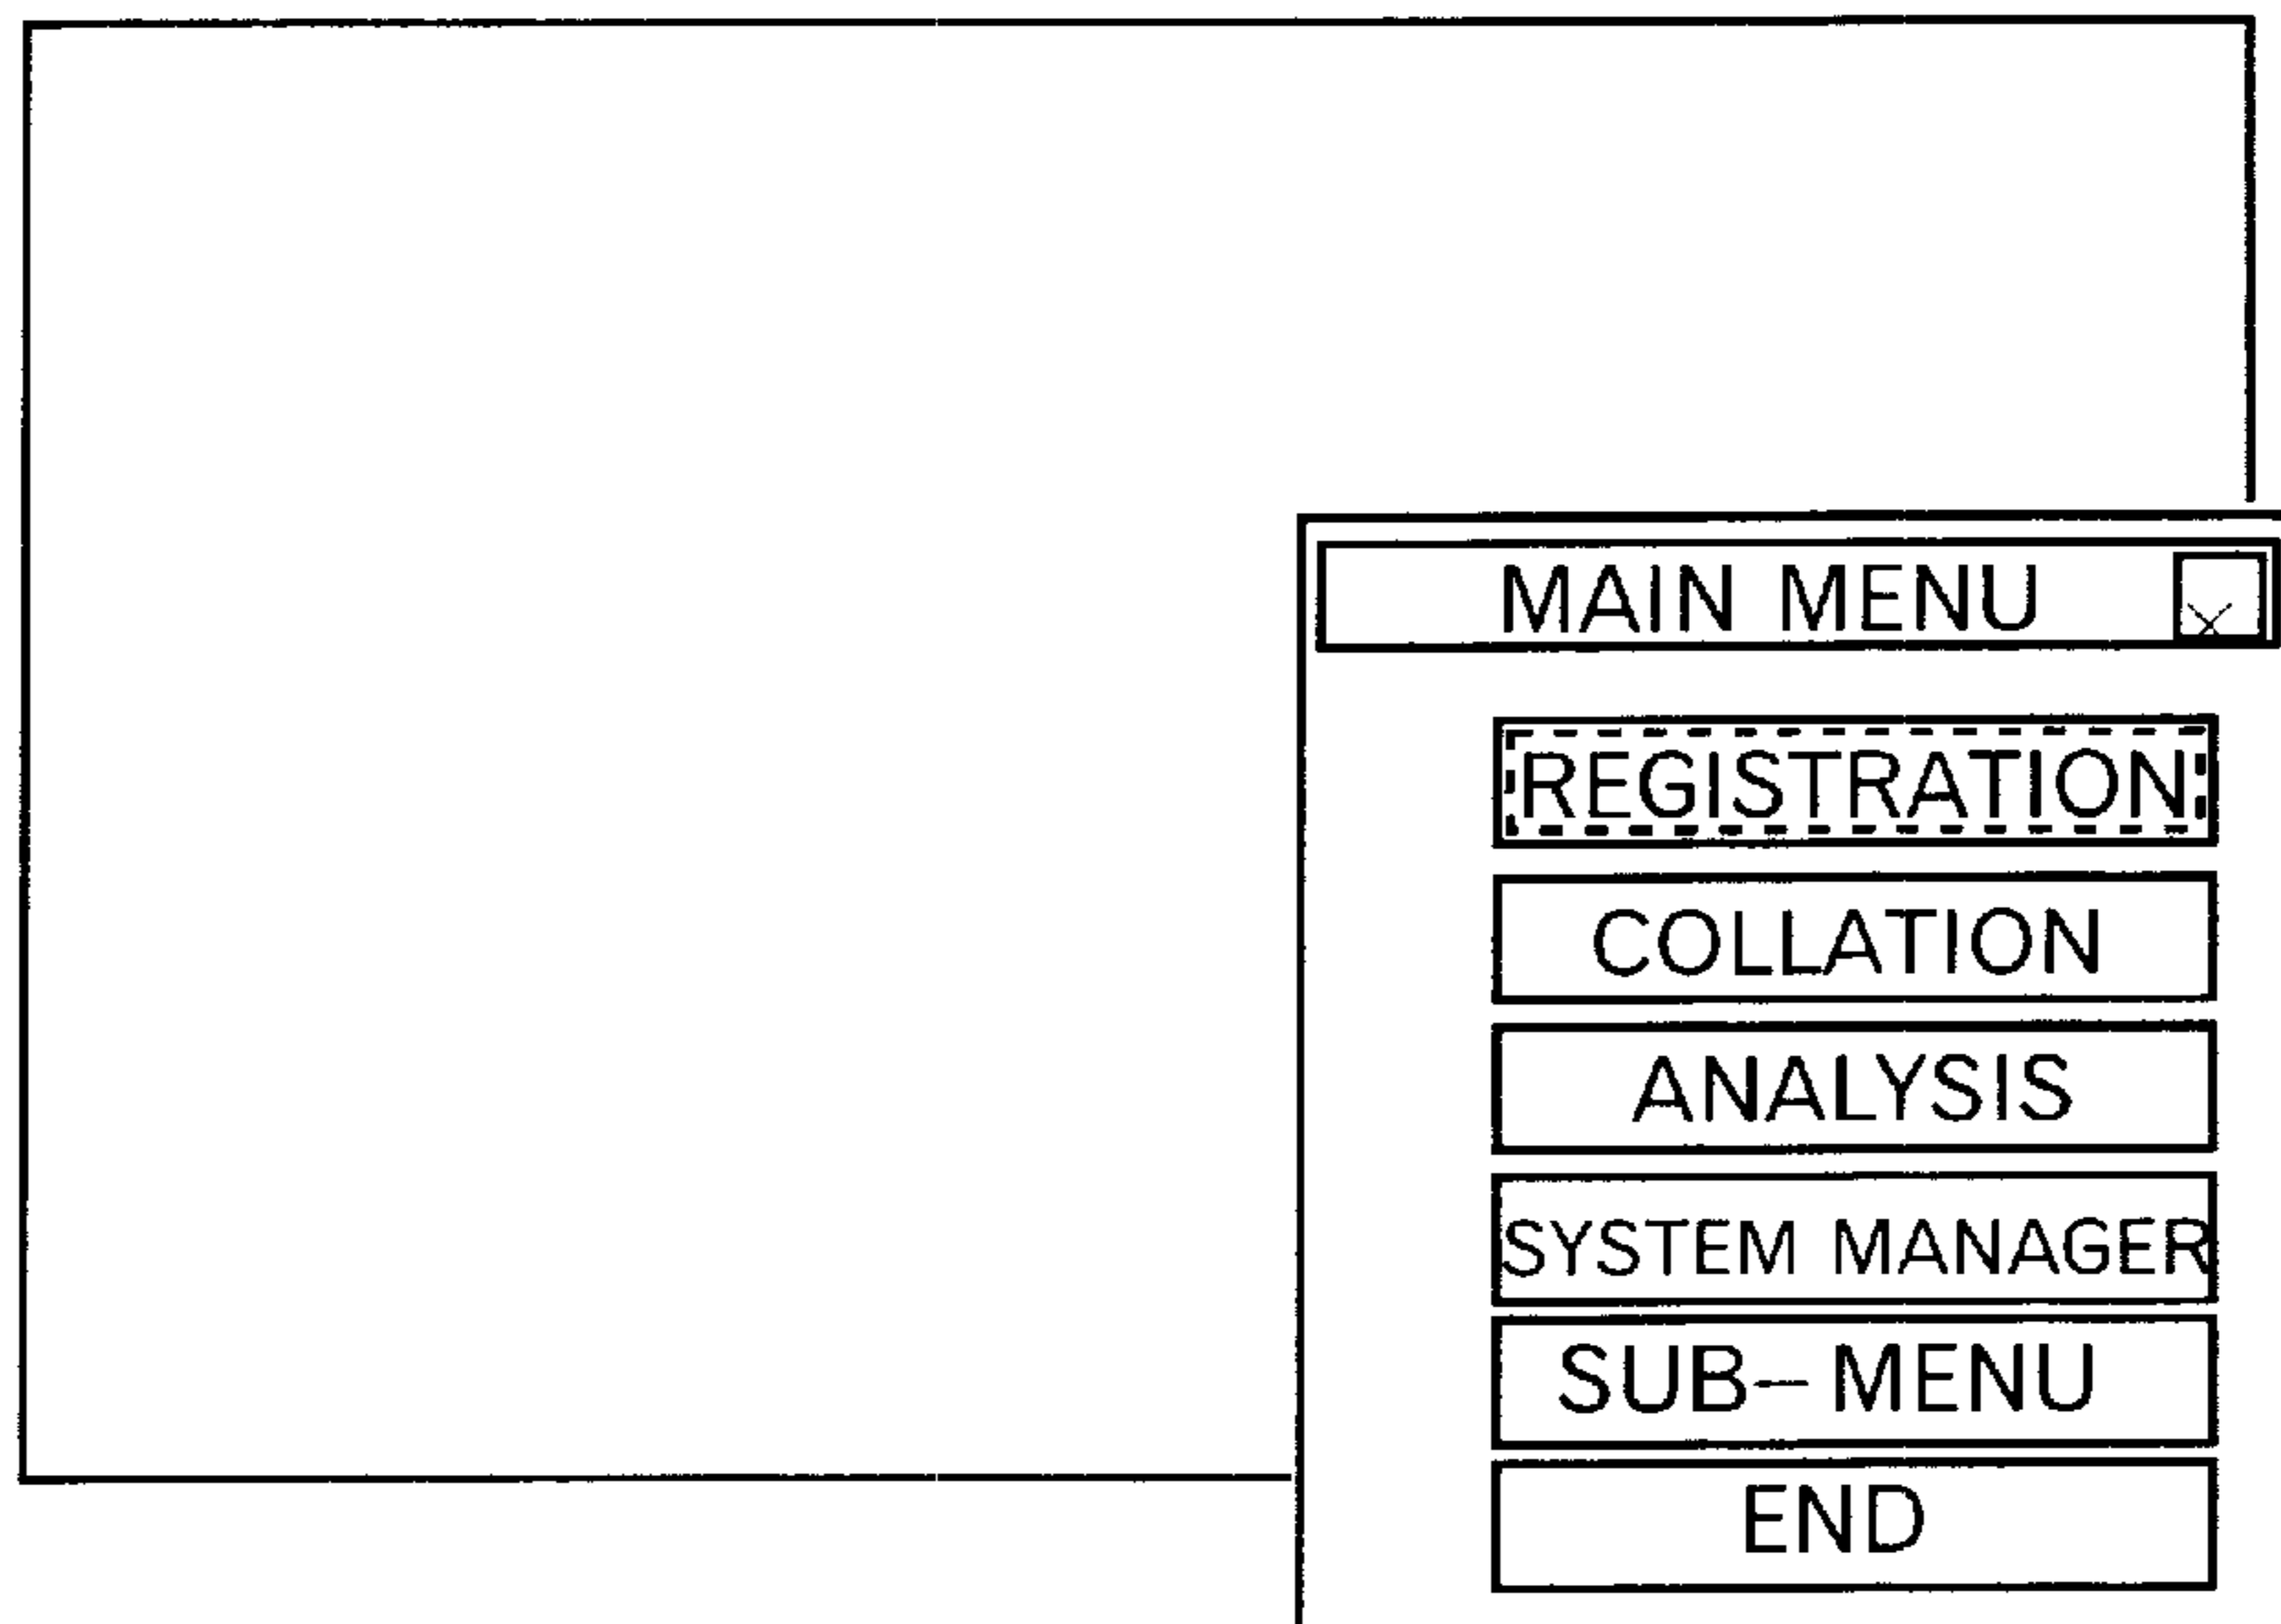 MAIN MENU
REGISTRATION
COLLATION
ANALYSIS
SYSTEM MANAGER
SUB-MENU
END